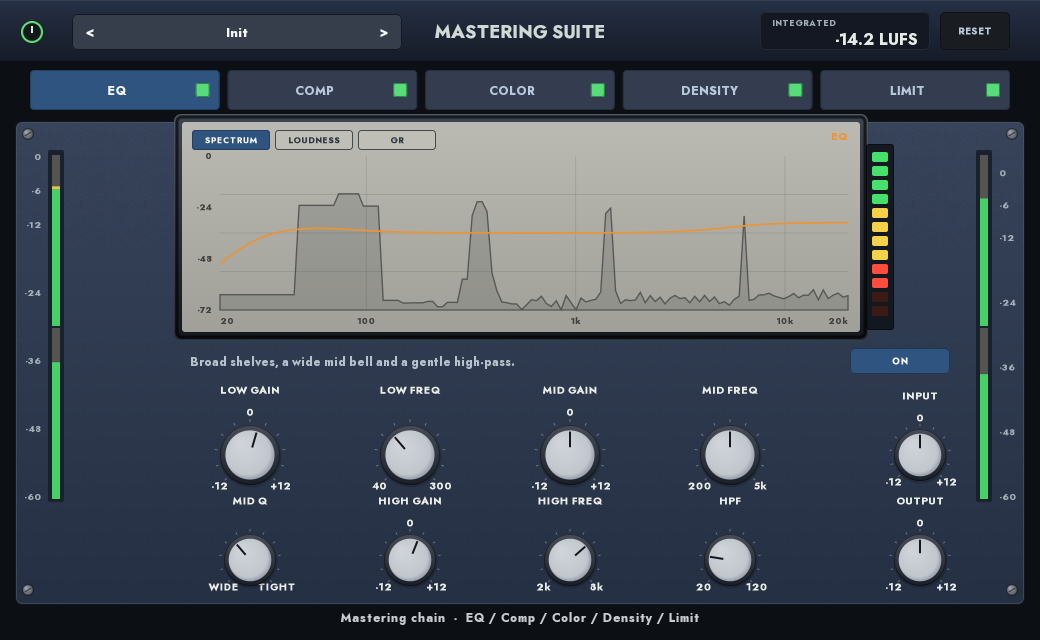 < Init >
MASTERING SUITE
INTEGRATED
-14.2 LUFS
RESET
EQ
COMP
COLOR
DENSITY
LIMIT
SPECTRUM
LOUDNESS
GR
EQ
0
-24
-48
-72
20
100
1k
10k
20k
0
-6
-12
-24
-36
-48
-60
0
-6
-12
-24
-36
-48
-60
Broad shelves, a wide mid bell and a gentle high-pass.
ON
LOW GAIN
0
-12 +12
LOW FREQ
40 300
MID GAIN
0
-12 +12
MID FREQ
200 5k
INPUT
0
-12 +12
MID Q
WIDE TIGHT
HIGH GAIN
0
-12 +12
HIGH FREQ
2k 8k
HPF
20 120
OUTPUT
0
-12 +12
Mastering chain - EQ / Comp / Color / Density / Limit